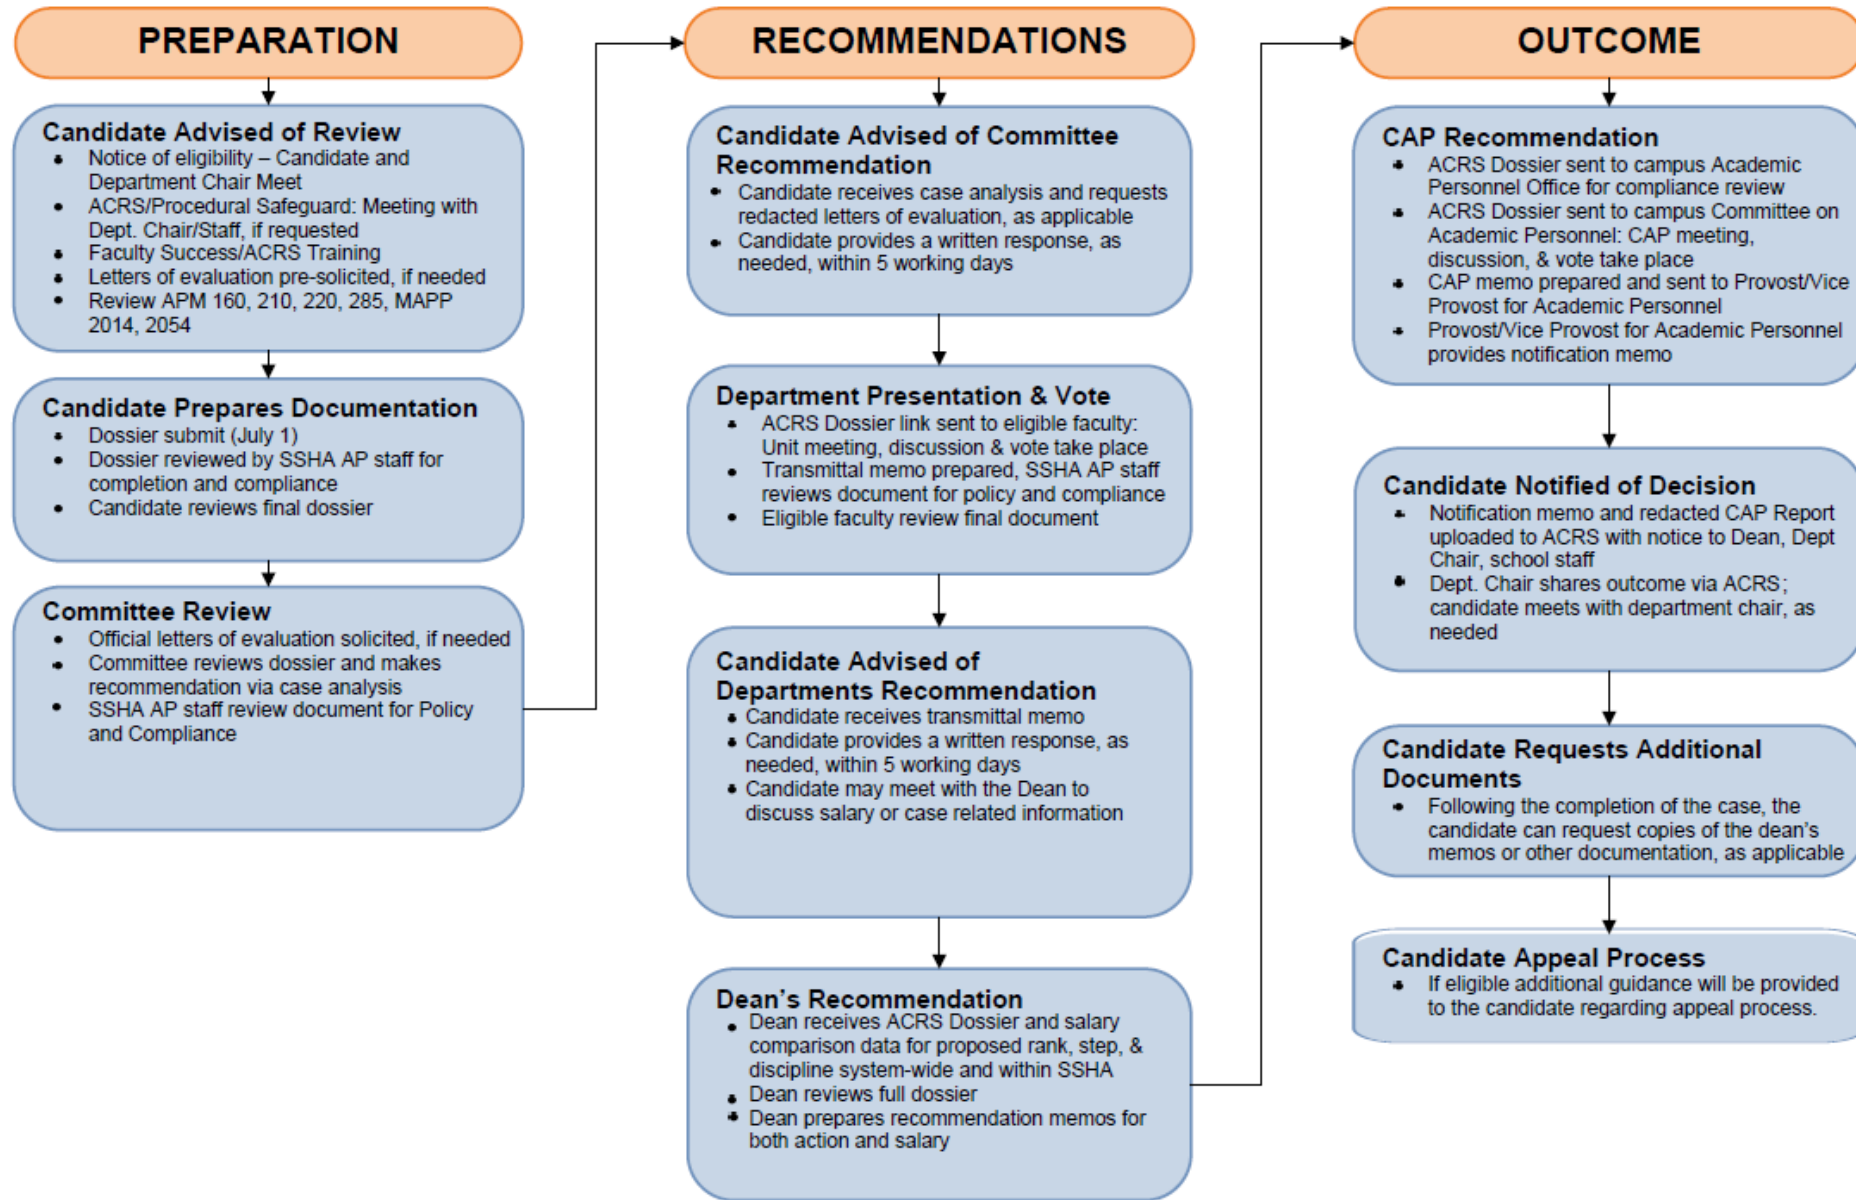 PREPARATION
Candidate Advised of Review
• Notice of eligibility – Candidate and
Department Chair Meet
• ACRS/Procedural Safeguard: Meeting with
Dept. Chair/Staff, if requested
• Faculty Success/ACRS Training
• Letters of evaluation pre-solicited, if needed
• Review APM 160, 210, 220, 285, MAPP
2014, 2054
Candidate Prepares Documentation
• Dossier submit (July 1)
• Dossier reviewed by SSHA AP staff for
completion and compliance
• Candidate reviews final dossier
Committee Review
• Official letters of evaluation solicited, if needed
• Committee reviews dossier and makes
recommendation via case analysis
• SSHA AP staff review document for Policy
and Compliance
RECOMMENDATIONS
Candidate Advised of Committee
Recommendation
• Candidate receives case analysis and requests
redacted letters of evaluation, as applicable
• Candidate provides a written response, as
needed, within 5 working days
Department Presentation & Vote
• ACRS Dossier link sent to eligible faculty:
Unit meeting, discussion & vote take place
• Transmittal memo prepared, SSHA AP staff
reviews document for policy and compliance
• Eligible faculty review final document
Candidate Advised of
Departments Recommendation
• Candidate receives transmittal memo
• Candidate provides a written response, as
needed, within 5 working days
• Candidate may meet with the Dean to
discuss salary or case related information
Dean's Recommendation
• Dean receives ACRS Dossier and salary
comparison data for proposed rank, step, &
discipline system-wide and within SSHA
• Dean reviews full dossier
• Dean prepares recommendation memos for
both action and salary
OUTCOME
CAP Recommendation
• ACRS Dossier sent to campus Academic
Personnel Office for compliance review
• ACRS Dossier sent to campus Committee on
Academic Personnel: CAP meeting,
discussion, & vote take place
• CAP memo prepared and sent to Provost/Vice
Provost for Academic Personnel
• Provost/Vice Provost for Academic Personnel
provides notification memo
Candidate Notified of Decision
• Notification memo and redacted CAP Report
uploaded to ACRS with notice to Dean, Dept
Chair, school staff
• Dept. Chair shares outcome via ACRS;
candidate meets with department chair, as
needed
Candidate Requests Additional
Documents
• Following the completion of the case, the
candidate can request copies of the dean's
memos or other documentation, as applicable
Candidate Appeal Process
• If eligible additional guidance will be provided
to the candidate regarding appeal process.